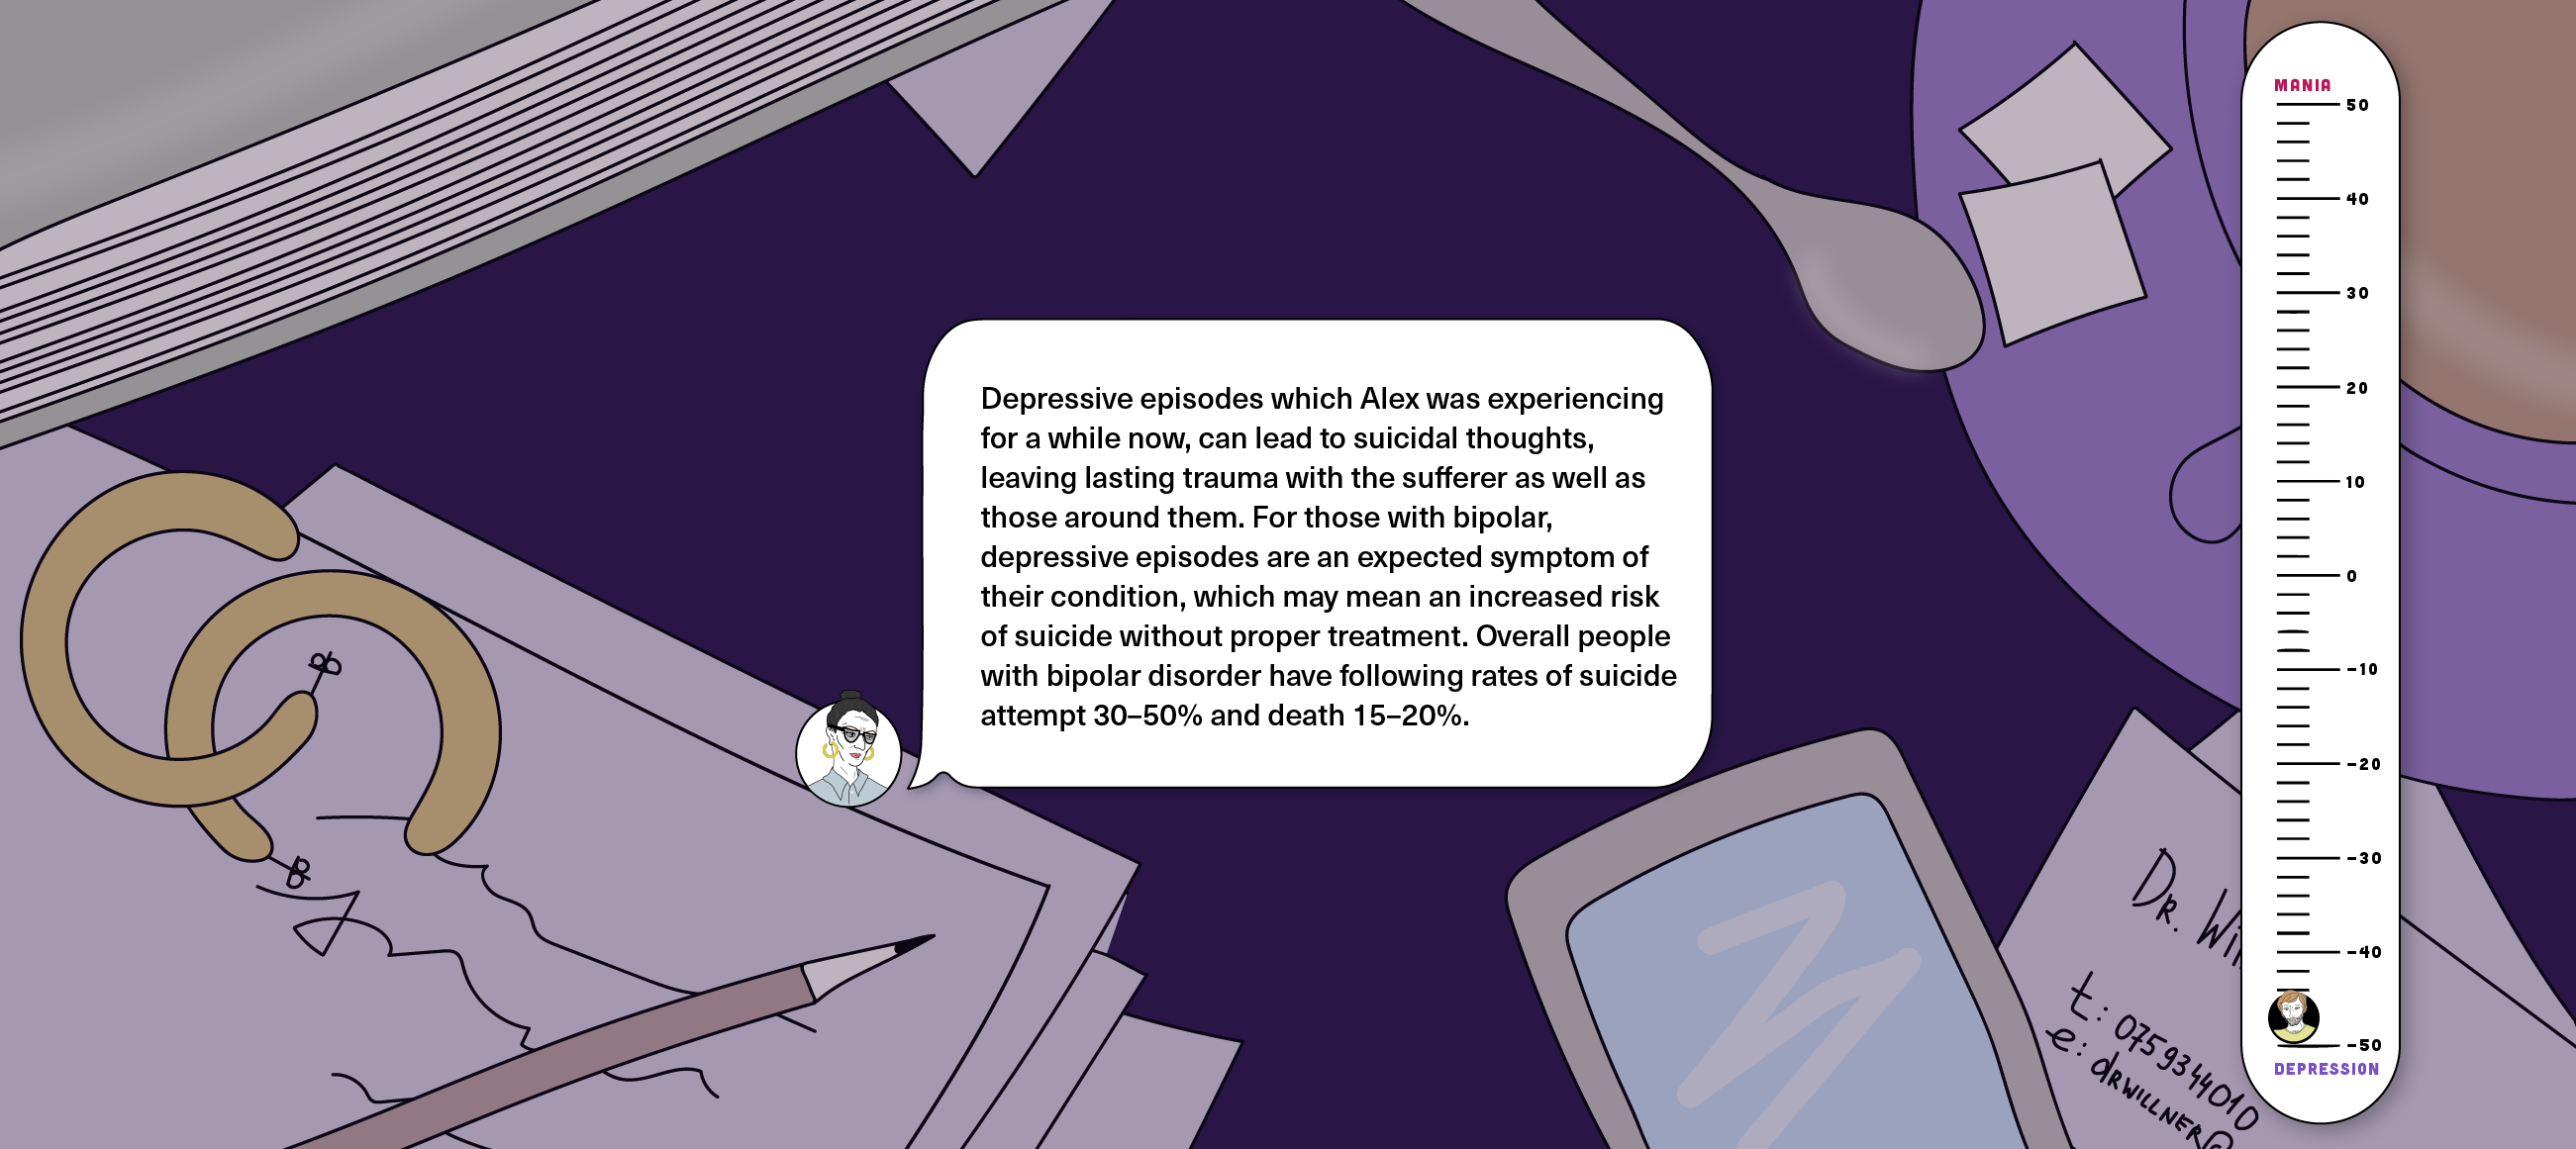 Depressive episodes which Alex was experiencing
for a while now, can lead to suicidal thoughts,
leaving lasting trauma with the sufferer as well as
those around them. For those with bipolar,
depressive episodes are an expected symptom of
their condition, which may mean an increased risk
of suicide without proper treatment. Overall people
with bipolar disorder have following rates of suicide
attempt 30–50% and death 15–20%.
MANIA
50
40
30
20
10
0
-10
-20
-30
-40
-50
DEPRESSION
DR. Will
t: 0759344010
e: DRWILLNER@